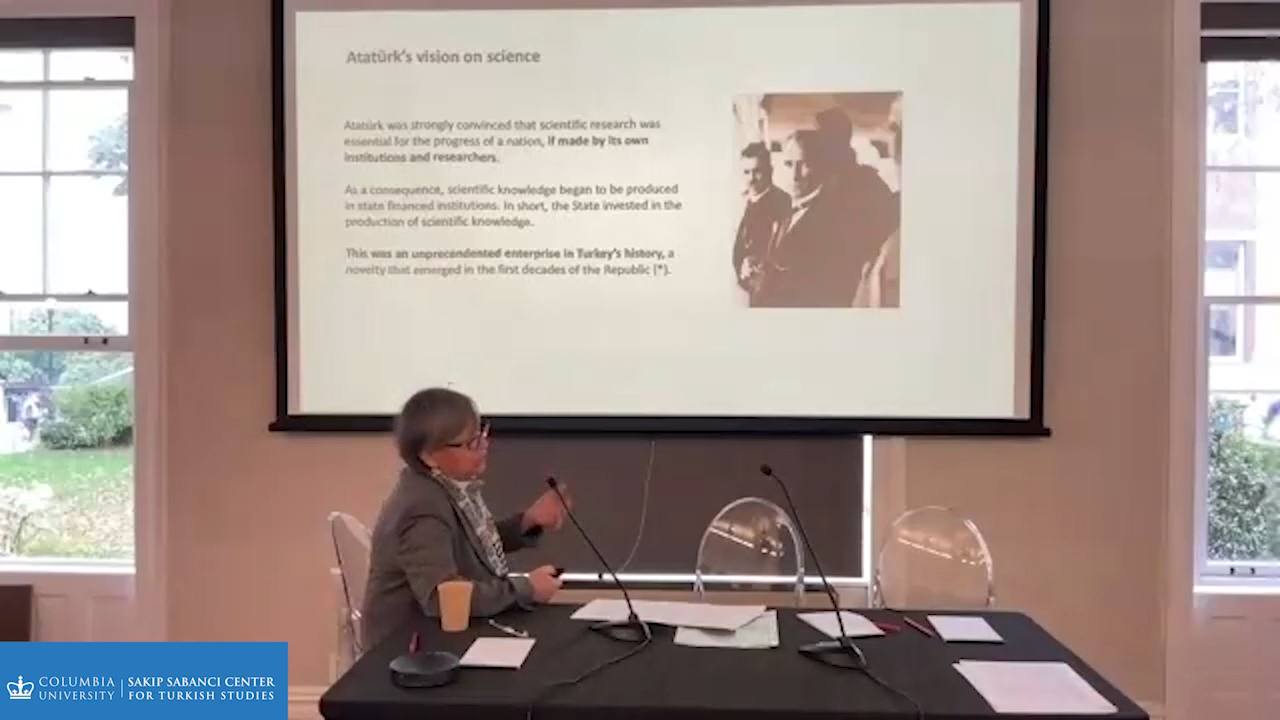 Atatürk's vision on science
Atatürk was strongly convinced that scientific research was
essential for the progress of a nation, if made by its own
institutions and researchers.
As a consequence, scientific knowledge began to be produced
in state financed institutions. In short, the State invested in the
production of scientific knowledge.
This was an unprecendented enterprise in Turkey's history, a
novelty that emerged in the first decades of the Republic (*).
COLUMBIA
UNIVERSITY
SAKIP SABANCI CENTER
FOR TURKISH STUDIES